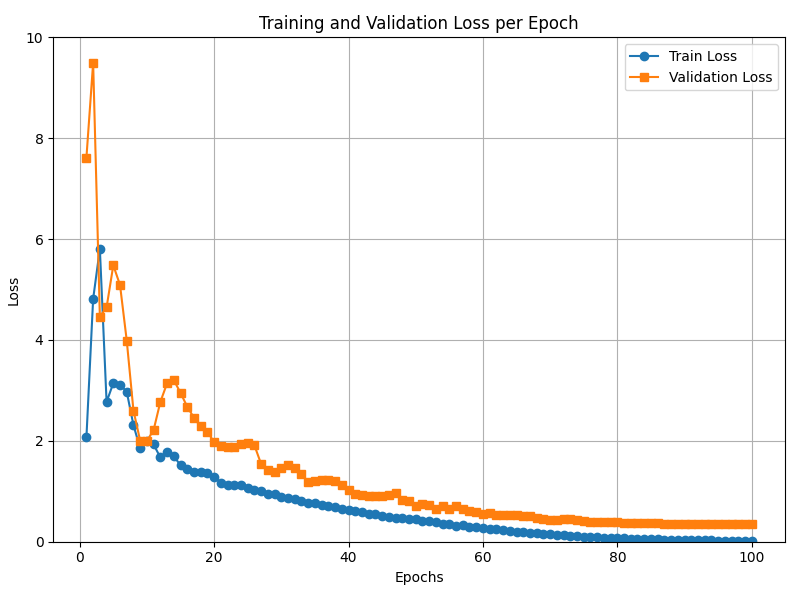 Training and Validation Loss per Epoch
Train Loss
Validation Loss
10
8
6
4
2
0
Loss
0 20 40 60 80 100
Epochs